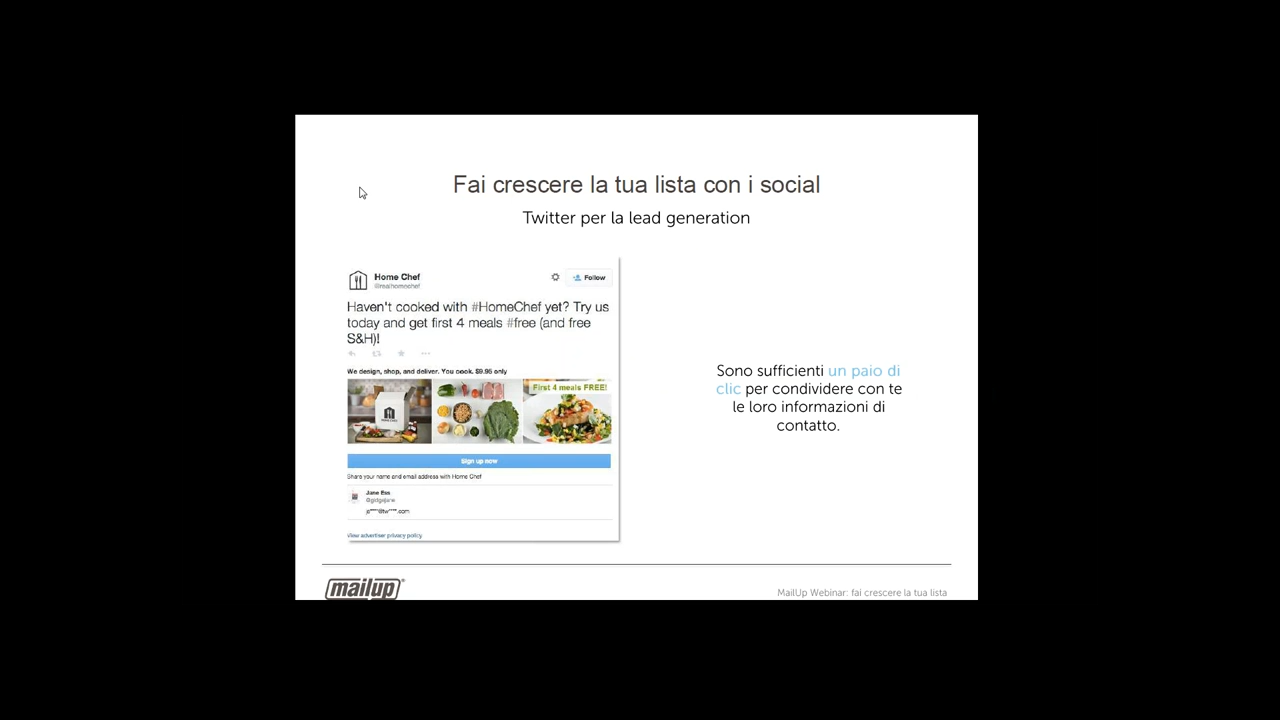 Fai crescere la tua lista con i social
Twitter per la lead generation
Home Chef
@realhomechef
Follow
Haven't cooked with #HomeChef yet? Try us
today and get first 4 meals #free (and free
S&H)!
We design, shop, and deliver. You cook. $9.95 only
First 4 meals FREE!
Sign up now
Share your name and email address with Home Chef
Jane Ess
View advertiser privacy policy
Sono sufficienti un paio di
clic per condividere con te
le loro informazioni di
contatto.
mailup®
MailUp Webinar: fai crescere la tua lista